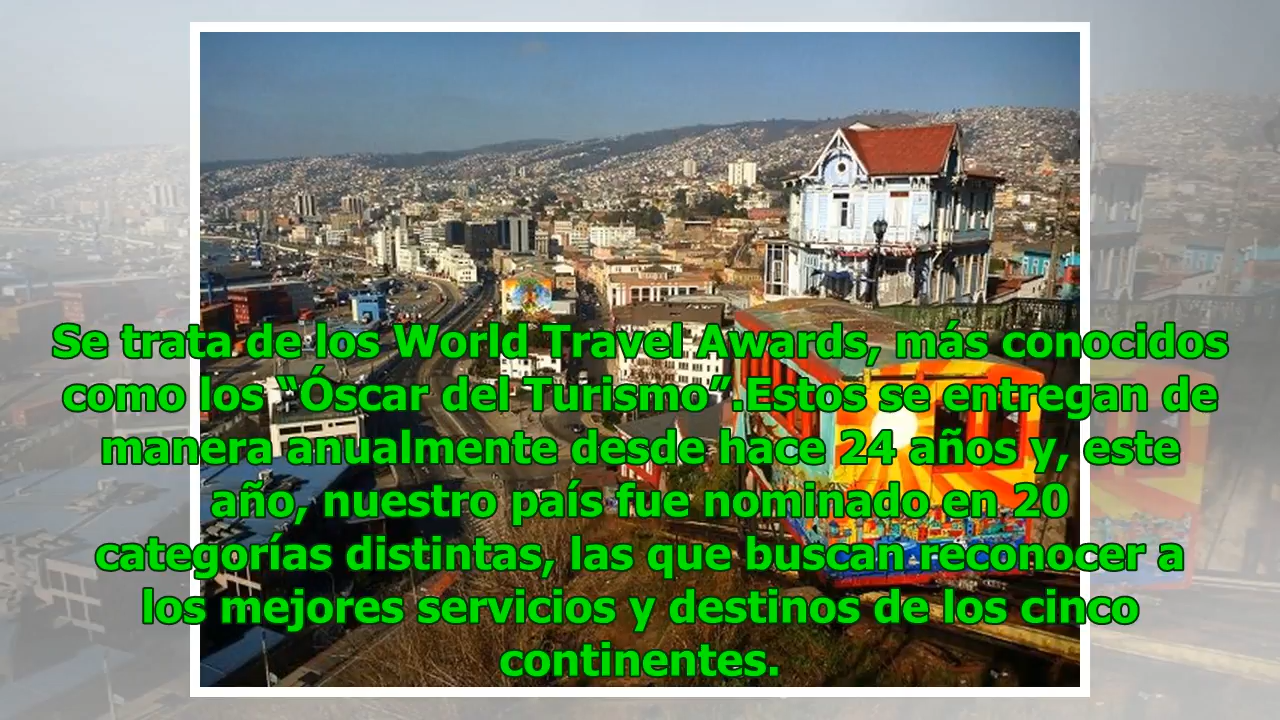 Se trata de los World Travel Awards, más conocidos
como los “Óscar del Turismo”.Estos se entregan de
manera anualmente desde hace 24 años y, este
año, nuestro país fue nominado en 20
categorías distintas, las que buscan reconocer a
los mejores servicios y destinos de los cinco
continentes.